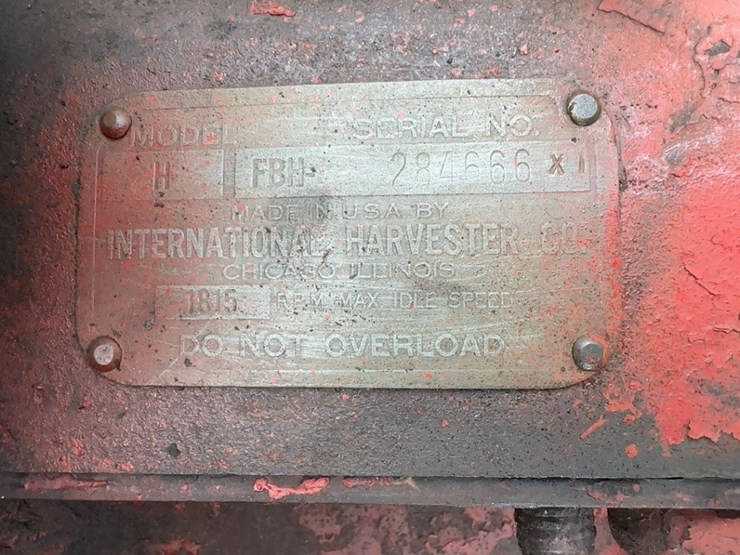 MODEL SERIAL NO.
H FBH- 284666 X1
MADE IN U.S.A. BY
INTERNATIONAL HARVESTER CO.
CHICAGO ILLINOIS
1815 R.P.M. MAX. IDLE SPEED
DO NOT OVERLOAD